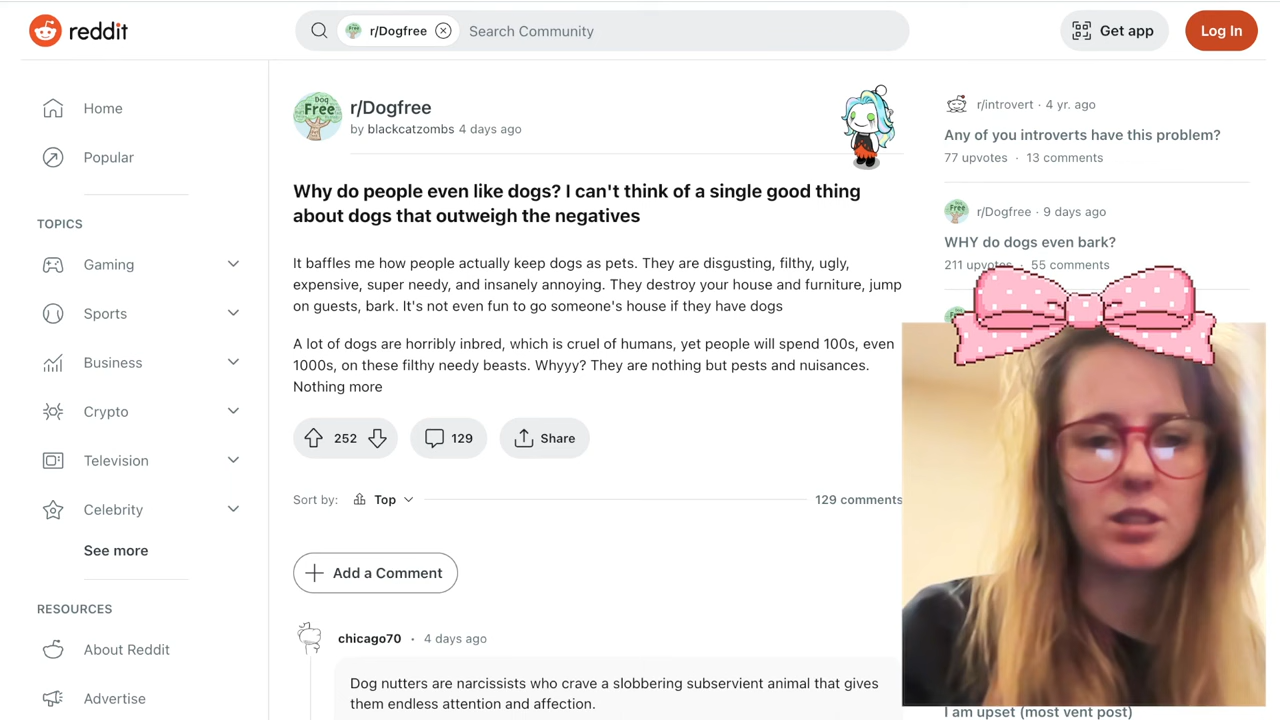 reddit
r/Dogfree
Search Community
Get app
Log In
Home
Popular
TOPICS
Gaming
Sports
Business
Crypto
Television
Celebrity
See more
RESOURCES
About Reddit
Advertise
Dog
Free
r/Dogfree
by blackcatzombs 4 days ago
Why do people even like dogs? I can't think of a single good thing
about dogs that outweigh the negatives
It baffles me how people actually keep dogs as pets. They are disgusting, filthy, ugly,
expensive, super needy, and insanely annoying. They destroy your house and furniture, jump
on guests, bark. It's not even fun to go someone's house if they have dogs
A lot of dogs are horribly inbred, which is cruel of humans, yet people will spend 100s, even
1000s, on these filthy needy beasts. Whyyy? They are nothing but pests and nuisances.
Nothing more
252
129
Share
Sort by: Top
129 comments
Add a Comment
chicago70 · 4 days ago
Dog nutters are narcissists who crave a slobbering subservient animal that gives
them endless attention and affection.
r/introvert · 4 yr. ago
Any of you introverts have this problem?
77 upvotes · 13 comments
r/Dogfree · 9 days ago
WHY do dogs even bark?
211 upvotes · 55 comments
I am upset (most vent post)